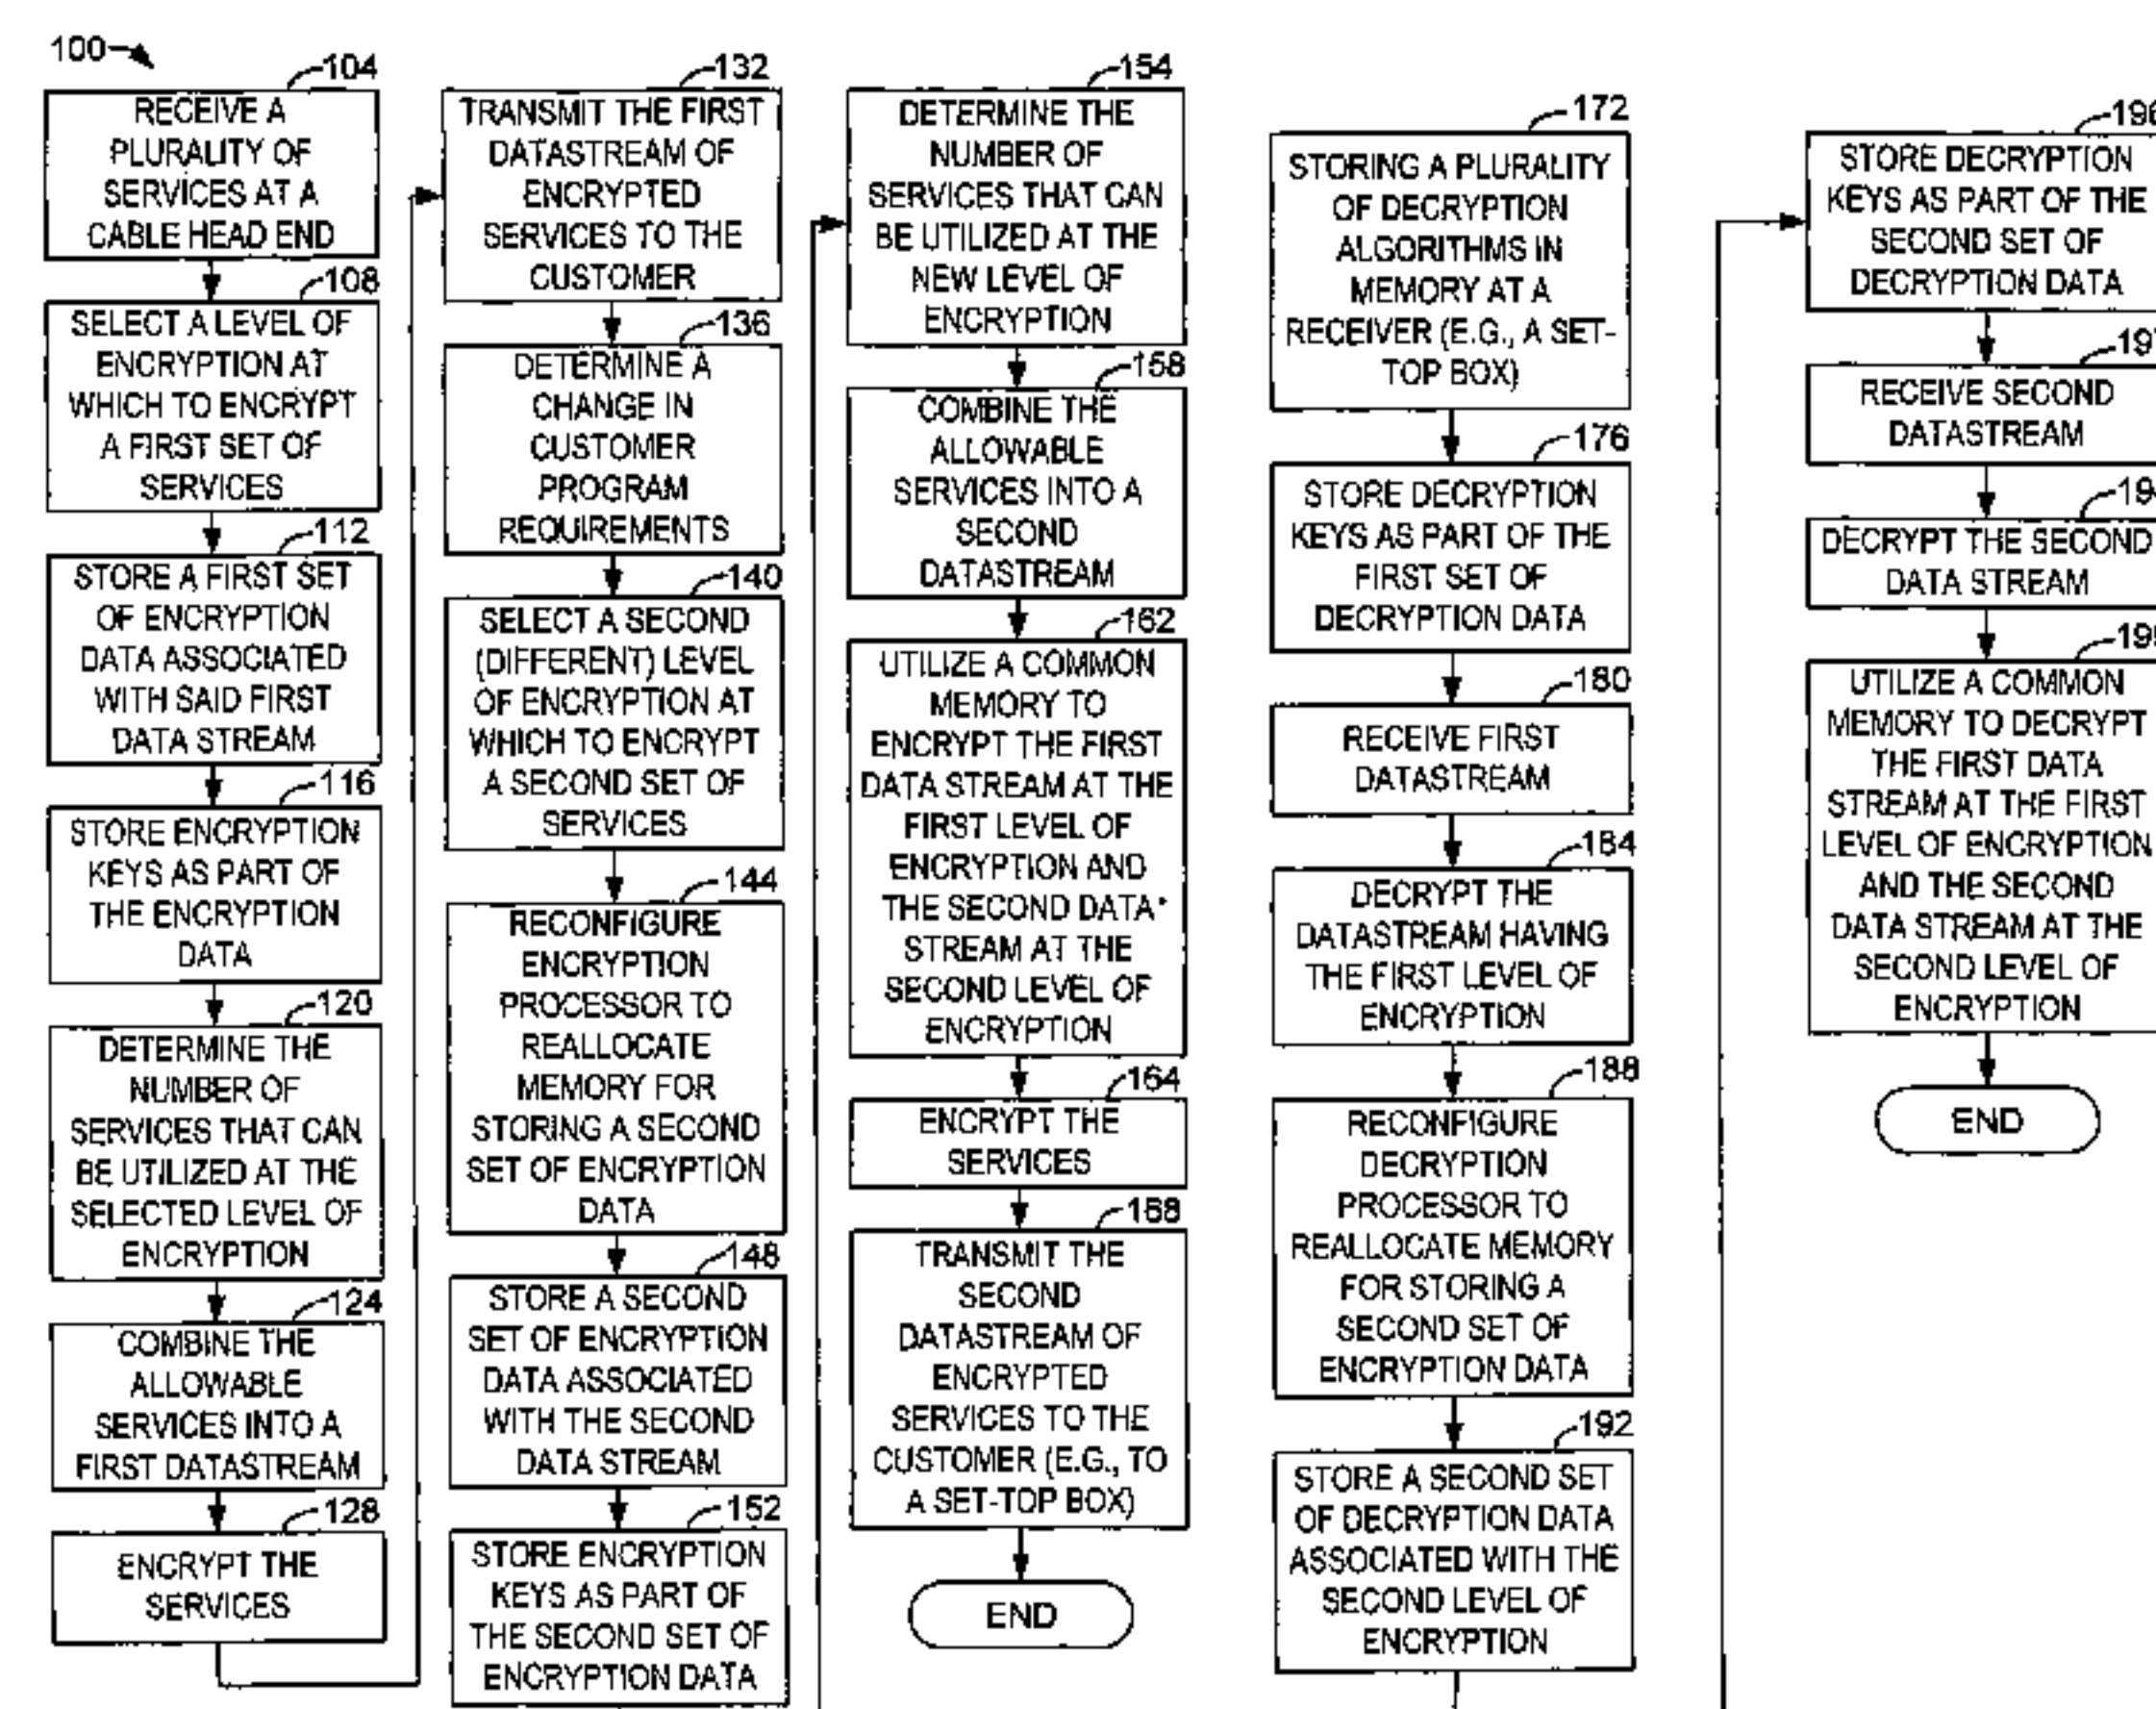 100
104
RECEIVE A
PLURALITY OF
SERVICES AT A
CABLE HEAD END
108
SELECT A LEVEL OF
ENCRYPTION AT
WHICH TO ENCRYPT
A FIRST SET OF
SERVICES
112
STORE A FIRST SET
OF ENCRYPTION
DATA ASSOCIATED
WITH SAID FIRST
DATA STREAM
116
STORE ENCRYPTION
KEYS AS PART OF
THE ENCRYPTION
DATA
120
DETERMINE THE
NUMBER OF
SERVICES THAT CAN
BE UTILIZED AT THE
SELECTED LEVEL OF
ENCRYPTION
124
COMBINE THE
ALLOWABLE
SERVICES INTO A
FIRST DATASTREAM
128
ENCRYPT THE
SERVICES
132
TRANSMIT THE FIRST
DATASTREAM OF
ENCRYPTED
SERVICES TO THE
CUSTOMER
136
DETERMINE A
CHANGE IN
CUSTOMER
PROGRAM
REQUIREMENTS
140
SELECT A SECOND
(DIFFERENT) LEVEL
OF ENCRYPTION AT
WHICH TO ENCRYPT
A SECOND SET OF
SERVICES
144
RECONFIGURE
ENCRYPTION
PROCESSOR TO
REALLOCATE
MEMORY FOR
STORING A SECOND
SET OF ENCRYPTION
DATA
148
STORE A SECOND
SET OF ENCRYPTION
DATA ASSOCIATED
WITH THE SECOND
DATA STREAM
152
STORE ENCRYPTION
KEYS AS PART OF
THE SECOND SET OF
ENCRYPTION DATA
154
DETERMINE THE
NUMBER OF
SERVICES THAT CAN
BE UTILIZED AT THE
NEW LEVEL OF
ENCRYPTION
158
COMBINE THE
ALLOWABLE
SERVICES INTO A
SECOND
DATASTREAM
162
UTILIZE A COMMON
MEMORY TO
ENCRYPT THE FIRST
DATA STREAM AT THE
FIRST LEVEL OF
ENCRYPTION AND
THE SECOND DATA
STREAM AT THE
SECOND LEVEL OF
ENCRYPTION
164
ENCRYPT THE
SERVICES
168
TRANSMIT THE
SECOND
DATASTREAM OF
ENCRYPTED
SERVICES TO THE
CUSTOMER (E.G., TO
A SET-TOP BOX)
END
172
STORING A PLURALITY
OF DECRYPTION
ALGORITHMS IN
MEMORY AT A
RECEIVER (E.G., A SET-
TOP BOX)
176
STORE DECRYPTION
KEYS AS PART OF THE
FIRST SET OF
DECRYPTION DATA
180
RECEIVE FIRST
DATASTREAM
184
DECRYPT THE
DATASTREAM HAVING
THE FIRST LEVEL OF
ENCRYPTION
188
RECONFIGURE
DECRYPTION
PROCESSOR TO
REALLOCATE MEMORY
FOR STORING A
SECOND SET OF
ENCRYPTION DATA
192
STORE A SECOND SET
OF DECRYPTION DATA
ASSOCIATED WITH THE
SECOND LEVEL OF
ENCRYPTION
STORE DECRYPTION
KEYS AS PART OF THE
SECOND SET OF
DECRYPTION DATA
RECEIVE SECOND
DATASTREAM
DECRYPT THE SECOND
DATA STREAM
UTILIZE A COMMON
MEMORY TO DECRYPT
THE FIRST DATA
STREAM AT THE FIRST
LEVEL OF ENCRYPTION
AND THE SECOND
DATA STREAM AT THE
SECOND LEVEL OF
ENCRYPTION
END